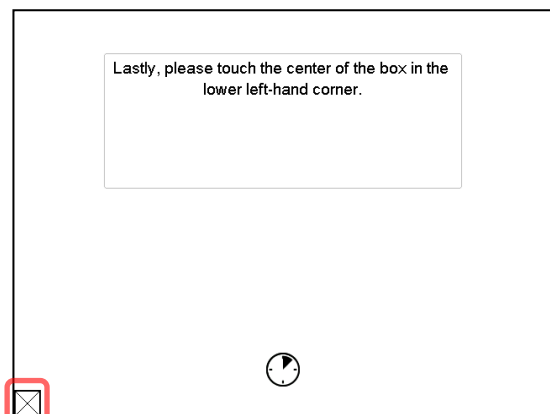 Lastly, please touch the center of the box in the
lower left-hand corner.